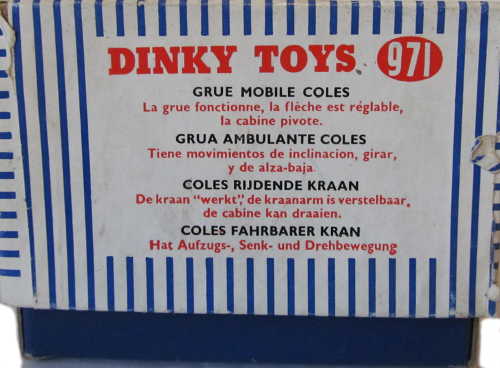 DINKY TOYS 971
GRUE MOBILE COLES
La grue fonctionne, la flèche est réglable,
la cabine pivote.
GRUA AMBULANTE COLES
Tiene movimientos de inclinacion, girar,
y de alza-baja
COLES RIJDENDE KRAAN
De kraan "werkt", de kraanarm is verstelbaar,
de cabine kan draaien.
COLES FAHRBARER KRAN
Hat Aufzugs-, Senk- und Drehbewegung